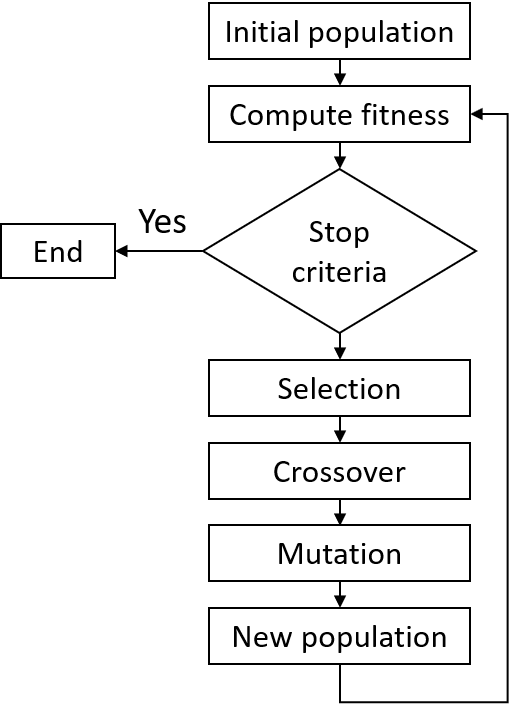 Initial population
Compute fitness
Yes
End
Stop
criteria
Selection
Crossover
Mutation
New population